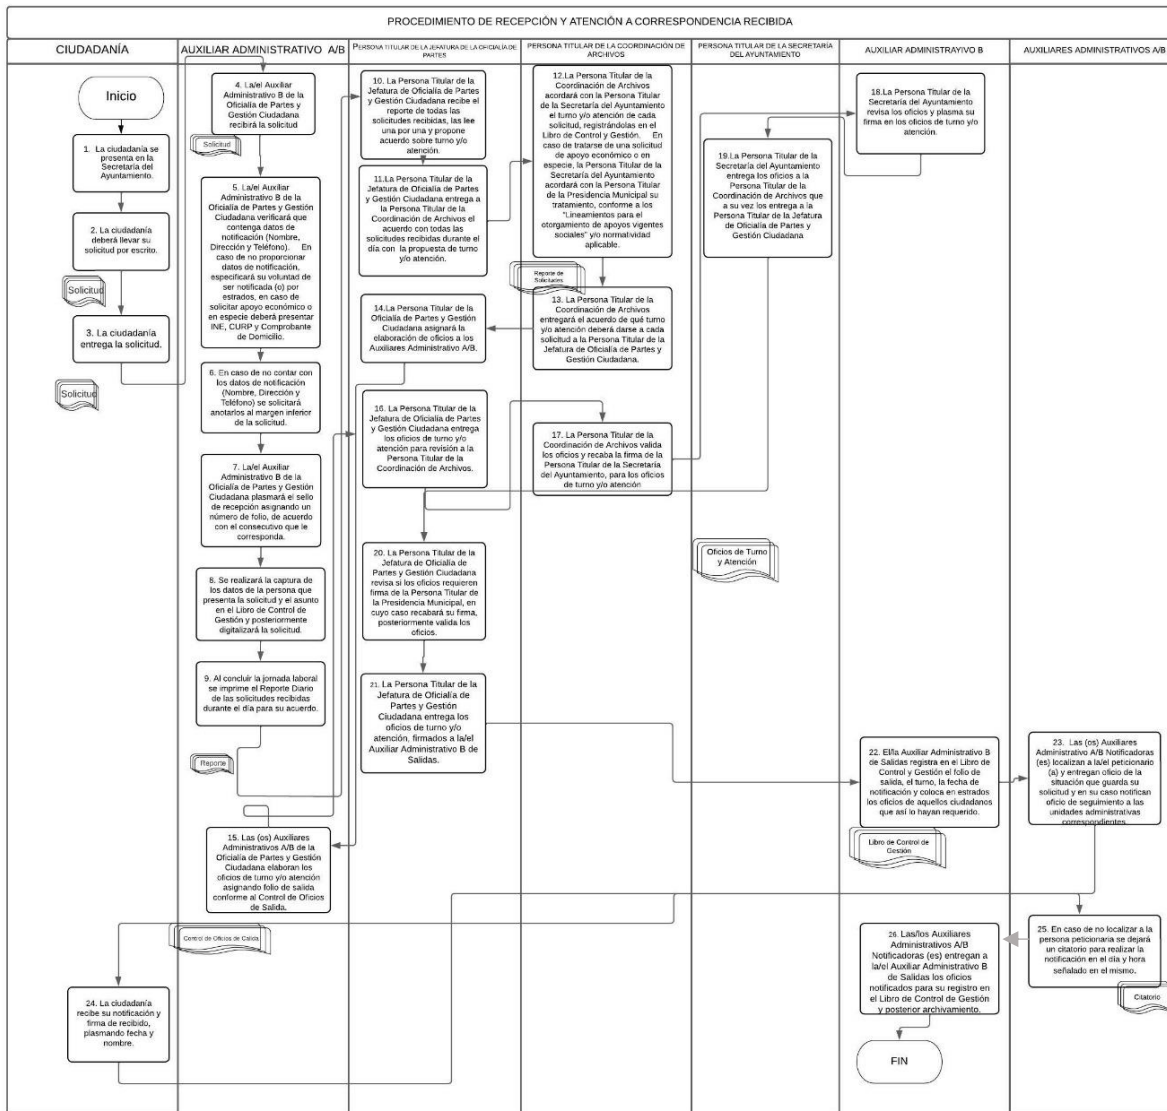 PROCEDIMIENTO DE RECEPCIÓN Y ATENCIÓN A CORRESPONDENCIA RECIBIDA
CIUDADANÍA
AUXILIAR ADMINISTRATIVO A/B
PERSONA TITULAR DE LA JEFATURA DE LA OFICIALÍA DE
PARTES
PERSONA TITULAR DE LA COORDINACIÓN DE
ARCHIVOS
PERSONA TITULAR DE LA SECRETARÍA
DEL AYUNTAMIENTO
AUXILIAR ADMINISTRAYIVO B
AUXILIARES ADMINISTRATIVOS A/B
Inicio
1. La ciudadanía se
presenta en la
Secretaría del
Ayuntamiento.
2. La ciudadanía
deberá llevar su
solicitud por escrito.
Solicitud
3. La ciudadanía
entrega la solicitud.
Solicitud
4. La/el Auxiliar
Administrativo B de la
Oficialía de Partes y
Gestión Ciudadana
recibirá la solicitud
Solicitud
5. La/el Auxiliar
Administrativo B de la
Oficialía de Partes y Gestión
Ciudadana verificará que
contenga datos de
notificación (Nombre,
Dirección y Teléfono). En
caso de no proporcionar
datos de notificación,
especificará su voluntad de
ser notificada (o) por
estrados, en caso de
solicitar apoyo económico o
en especie deberá presentar
INE, CURP y Comprobante
de Domicilio.
6. En caso de no contar con
los datos de notificación
(Nombre, Dirección y
Teléfono) se solicitará
anotarlos al margen inferior
de la solicitud.
7. La/el Auxiliar
Administrativo B de la
Oficialía de Partes y Gestión
Ciudadana plasmará el sello
de recepción asignando un
número de folio, de acuerdo
con el consecutivo que le
corresponda.
8. Se realizará la captura de
los datos de la persona que
presenta la solicitud y el asunto
en el Libro de Control de
Gestión y posteriormente
digitalizará la solicitud.
9. Al concluir la jornada laboral
se imprime el Reporte Diario
de las solicitudes recibidas
durante el día para su acuerdo.
Reporte
10. La Persona Titular de la
Jefatura de Oficialía de Partes
y Gestión Ciudadana recibe el
reporte de todas las
solicitudes recibidas, las lee
una por una y propone
acuerdo sobre turno y/o
atención.
11.La Persona Titular de la
Jefatura de Oficialía de Partes
y Gestión Ciudadana entrega a
la Persona Titular de la
Coordinación de Archivos el
acuerdo con todas las
solicitudes recibidas durante el
día con la propuesta de turno
y/o atención.
12.La Persona Titular de la
Coordinación de Archivos
acordará con la Persona Titular
de la Secretaría del Ayuntamiento
el turno y/o atención de cada
solicitud, registrándolas en el
Libro de Control y Gestión. En
caso de tratarse de una solicitud
de apoyo económico o en
especie, la Persona Titular de la
Secretaría del Ayuntamiento
acordará con la Persona Titular
de la Presidencia Municipal su
tratamiento, conforme a los
"Lineamientos para el
otorgamiento de apoyos vigentes
sociales" y/o normatividad
aplicable.
Reporte de
Solicitudes
13. La Persona Titular de la
Coordinación de Archivos
entregará el acuerdo de qué turno
y/o atención deberá darse a cada
solicitud a la Persona Titular de la
Jefatura de Oficialía de Partes y
Gestión Ciudadana.
14.La Persona Titular de la
Oficialía de Partes y Gestión
Ciudadana asignará la
elaboración de oficios a los
Auxiliares Administrativo A/B.
15. Las (os) Auxiliares
Administrativos A/B de la
Oficialía de Partes y Gestión
Ciudadana elaboran los
oficios de turno y/o atención
asignando folio de salida
conforme al Control de Oficios
de Salida.
Control de Oficios de Calida
16. La Persona Titular de la
Jefatura de Oficialía de Partes
y Gestión Ciudadana entrega
los oficios de turno y/o
atención para revisión a la
Persona Titular de la
Coordinación de Archivos.
17. La Persona Titular de la
Coordinación de Archivos valida
los oficios y recaba la firma de
la Persona Titular de la Secretaría
del Ayuntamiento, para los oficios
de turno y/o atención
18.La Persona Titular de la
Secretaría del Ayuntamiento
revisa los oficios y plasma su
firma en los oficios de turno y/o
atención.
19.La Persona Titular de la
Secretaría del Ayuntamiento
entrega los oficios a la
Persona Titular de la
Coordinación de Archivos que
a su vez los entrega a la
Persona Titular de la Jefatura
de Oficialía de Partes y
Gestión Ciudadana
Oficios de Turno
y Atención
20. La Persona Titular de la
Jefatura de Oficialía de
Partes y Gestión Ciudadana
revisa si los oficios requieren
firma de la Persona Titular de
la Presidencia Municipal, en
cuyo caso recabará su firma,
posteriormente valida los
oficios.
21. La Persona Titular de la
Jefatura de Oficialía de
Partes y Gestión
Ciudadana entrega los
oficios de turno y/o
atención, firmados a la/el
Auxiliar Administrativo B de
Salidas.
22. El/la Auxiliar Administrativo B
de Salidas registra en el Libro de
Control y Gestión el folio de
salida, el turno, la fecha de
notificación y coloca en estrados
los oficios de aquellos ciudadanos
que así lo hayan requerido.
Libro de Control de
Gestión
23. Las (os) Auxiliares
Administrativo A/B Notificadoras
(es) localizan a la/el peticionario
(a) y entregan oficio de la
situación que guarda su
solicitud y en su caso notifican
oficio de seguimiento a las
unidades administrativas
correspondientes.
24. La ciudadanía
recibe su notificación y
firma de recibido,
plasmando fecha y
nombre.
25. En caso de no localizar a la
persona peticionaria se dejará
un citatorio para realizar la
notificación en el día y hora
señalado en el mismo.
Citatorio
26. Las/los Auxiliares
Administrativos A/B
Notificadoras (es) entregan a
la/el Auxiliar Administrativo B
de Salidas los oficios
notificados para su registro en
el Libro de Control de Gestión
y posterior archivamiento.
FIN